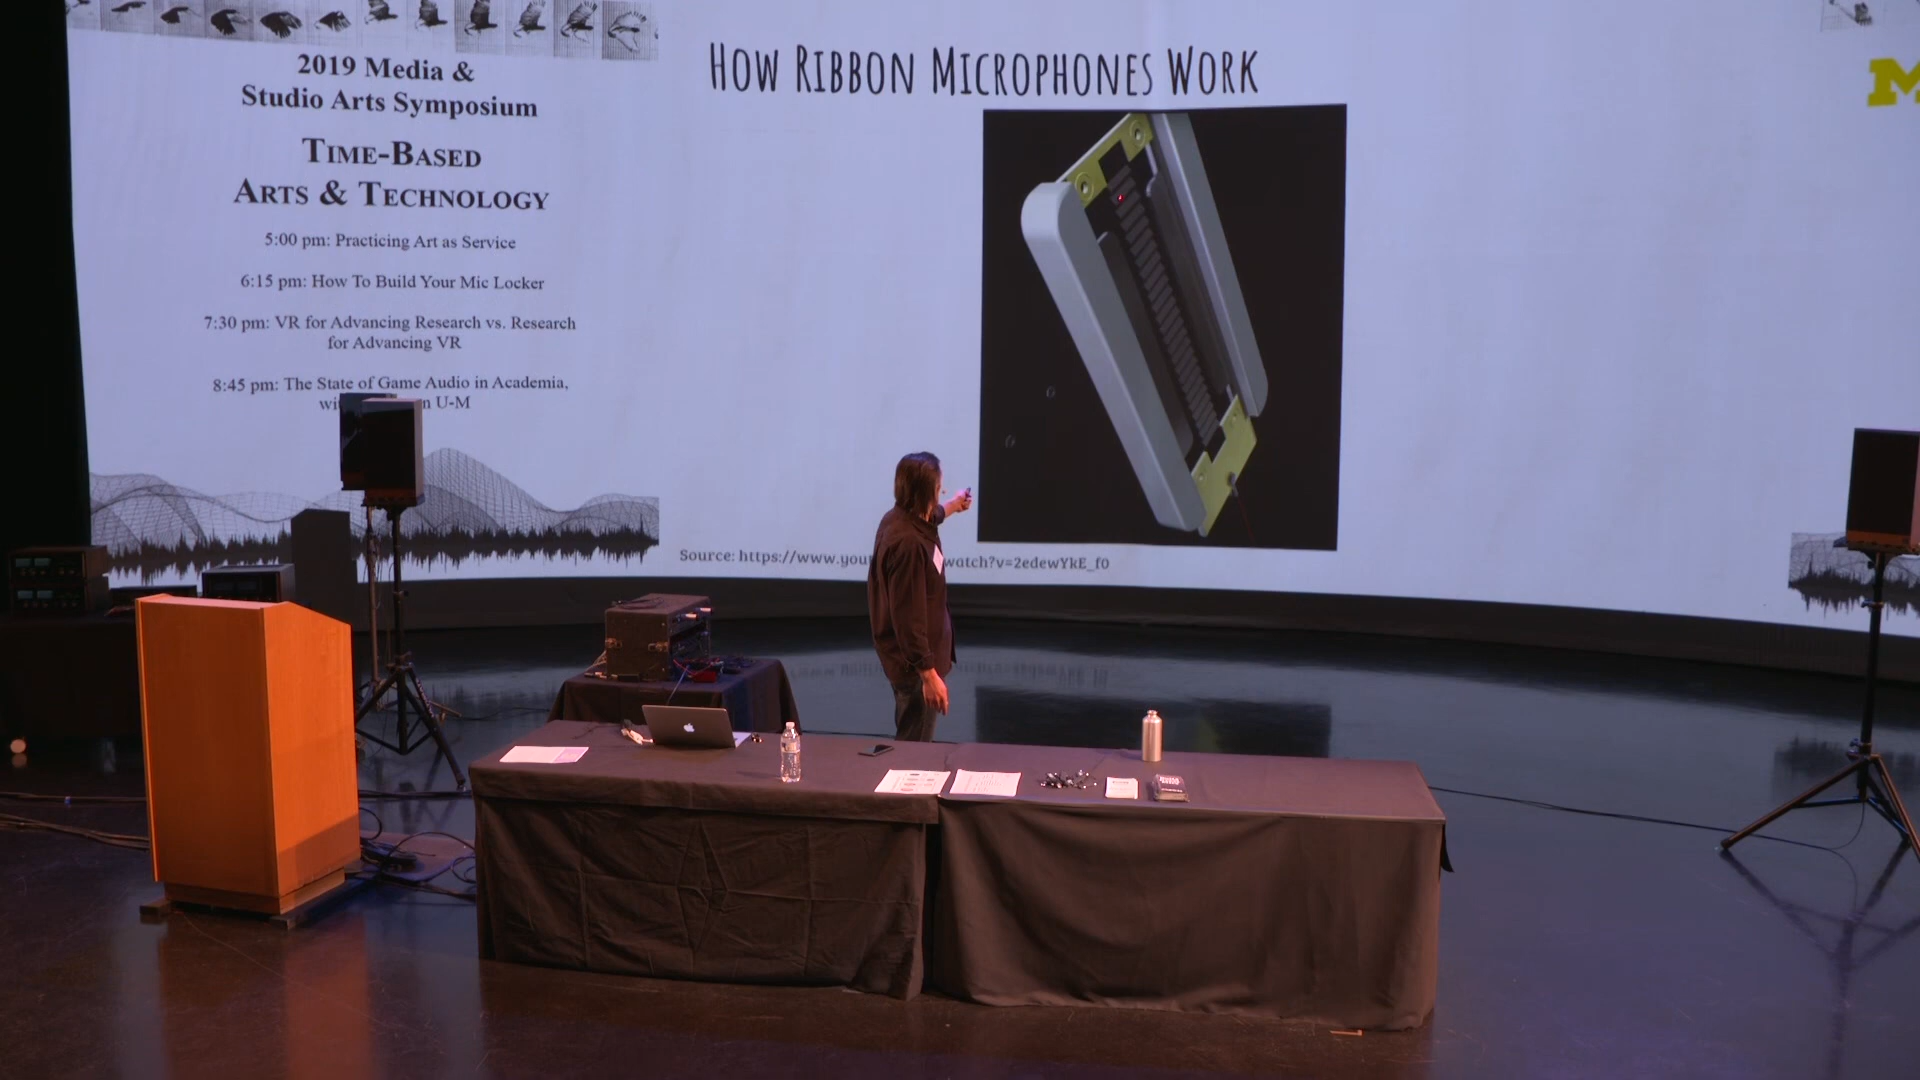 2019 Media &
Studio Arts Symposium
TIME-BASED
ARTS & TECHNOLOGY
5:00 pm: Practicing Art as Service
6:15 pm: How To Build Your Mic Locker
7:30 pm: VR for Advancing Research vs. Research
for Advancing VR
8:45 pm: The State of Game Audio in Academia,
U-M
HOW RIBBON MICROPHONES WORK
Source: https://www.you watch?v=2edewYkE_f0
M